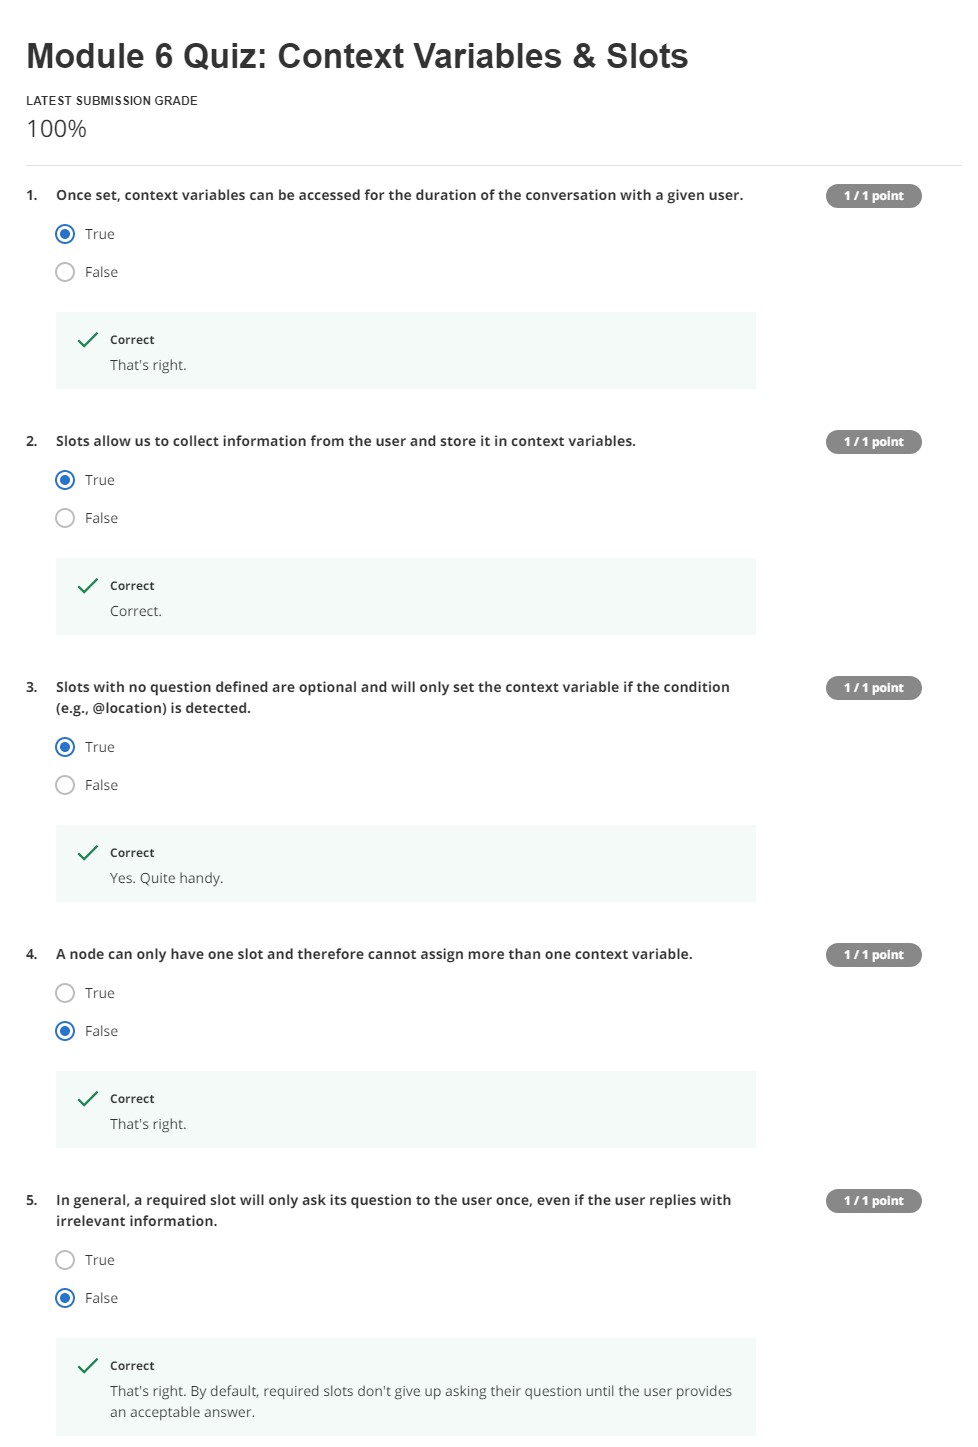 Module 6 Quiz: Context Variables & Slots
LATEST SUBMISSION GRADE
100%
1. Once set, context variables can be accessed for the duration of the conversation with a given user.
1 / 1 point
True
False
Correct
That's right.
2. Slots allow us to collect information from the user and store it in context variables.
1 / 1 point
True
False
Correct
Correct.
3. Slots with no question defined are optional and will only set the context variable if the condition
(e.g., @location) is detected.
1 / 1 point
True
False
Correct
Yes. Quite handy.
4. A node can only have one slot and therefore cannot assign more than one context variable.
1 / 1 point
True
False
Correct
That's right.
5. In general, a required slot will only ask its question to the user once, even if the user replies with
irrelevant information.
1 / 1 point
True
False
Correct
That's right. By default, required slots don't give up asking their question until the user provides
an acceptable answer.